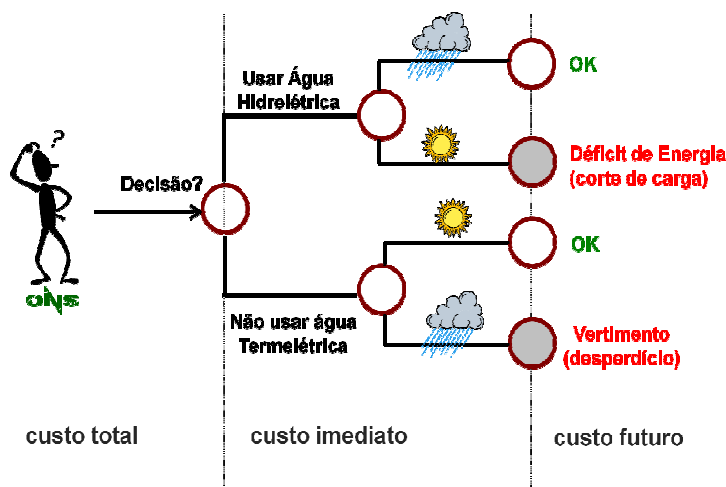 ?
Usar Água
Hidrelétrica
OK
Déficit de Energia
(corte de carga)
Decisão?
ONS
OK
Não usar água
Termelétrica
Vertimento
(desperdício)
custo total
custo imediato
custo futuro